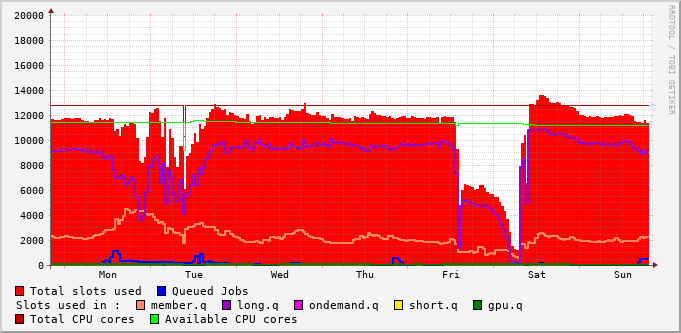 20000
18000
16000
14000
12000
10000
8000
6000
4000
2000
0
Mon Tue Wed Thu Fri Sat Sun
RRDTOOL / TOBI OETIKER
Total slots used Queued Jobs
Slots used in : member.q long.q ondemand.q short.q gpu.q
Total CPU cores Available CPU cores